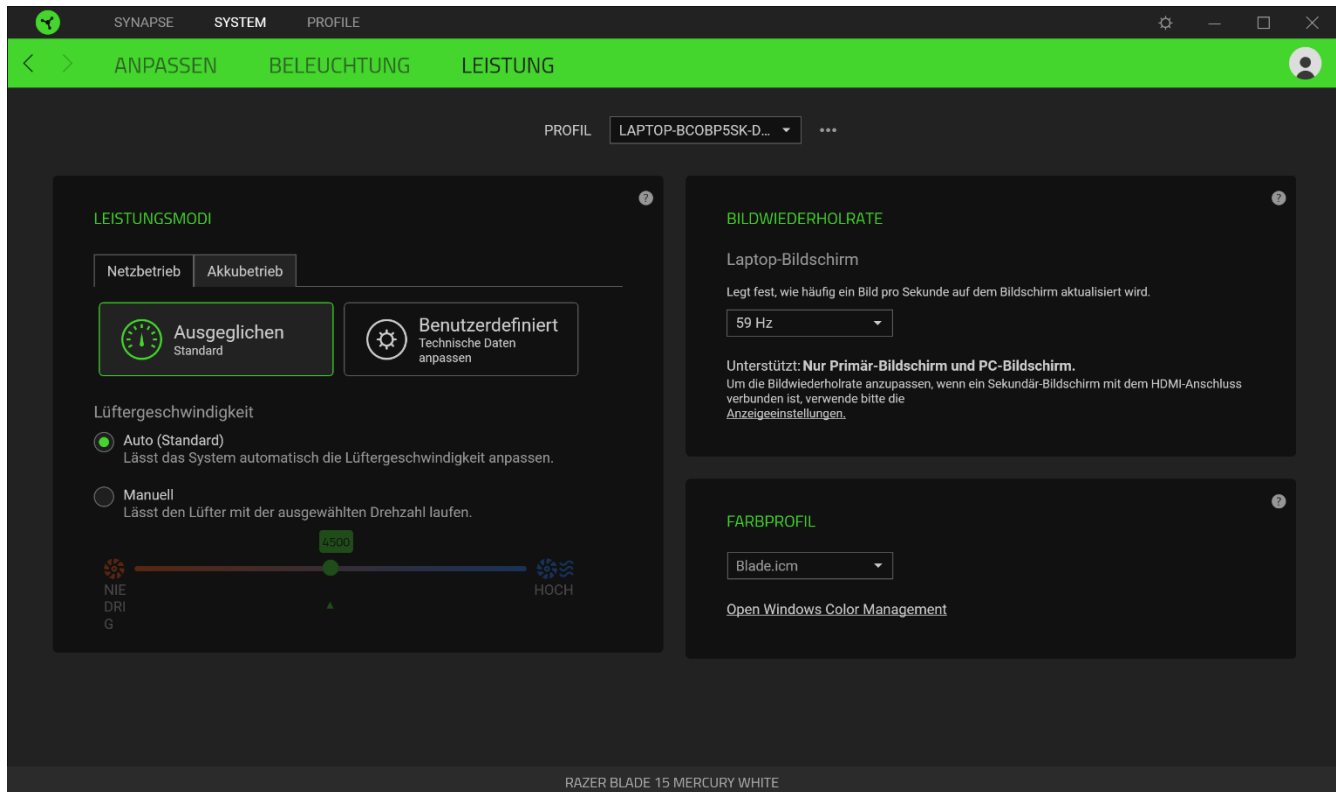 SYNAPSE SYSTEM PROFILE
ANPASSEN BELEUCHTUNG LEISTUNG
PROFIL LAPTOP-BCOBP5SK-D...
LEISTUNGSMODI
Netzbetrieb Akkubetrieb
Ausgeglichen
Standard
Benutzerdefiniert
Technische Daten
anpassen
Lüftergeschwindigkeit
Auto (Standard)
Lässt das System automatisch die Lüftergeschwindigkeit anpassen.
Manuell
Lässt den Lüfter mit der ausgewählten Drehzahl laufen.
4500
NIE
DRI
G
HOCH
BILDWIEDERHOLRATE
Laptop-Bildschirm
Legt fest, wie häufig ein Bild pro Sekunde auf dem Bildschirm aktualisiert wird.
59 Hz
Unterstützt: Nur Primär-Bildschirm und PC-Bildschirm.
Um die Bildwiederholrate anzupassen, wenn ein Sekundär-Bildschirm mit dem HDMI-Anschluss
verbunden ist, verwende bitte die
Anzeigeeinstellungen.
FARBPROFIL
Blade.icm
Open Windows Color Management
RAZER BLADE 15 MERCURY WHITE